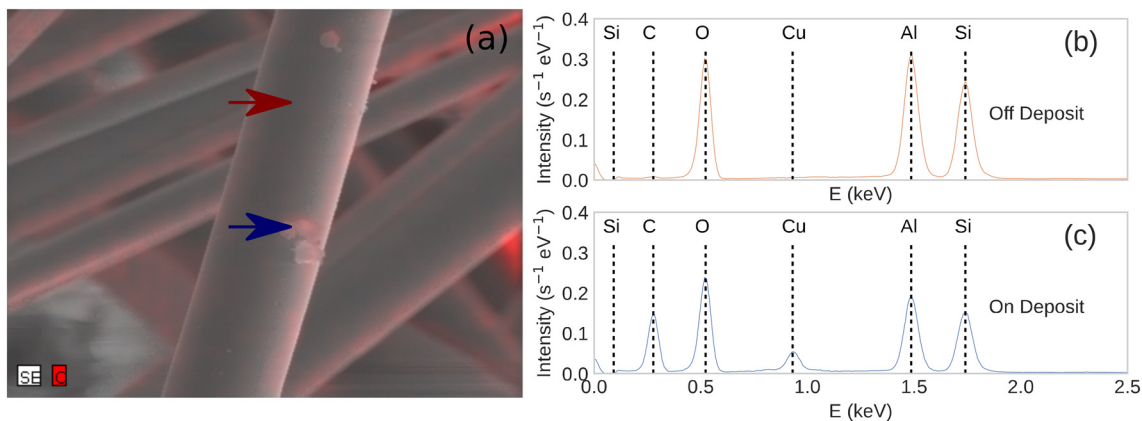 (a)
SE C
Si C O Cu Al Si
(b)
Off Deposit
Intensity (s⁻¹ eV⁻¹)
0.4
0.3
0.2
0.1
0.0
E (keV)
Si C O Cu Al Si
(c)
On Deposit
Intensity (s⁻¹ eV⁻¹)
0.4
0.3
0.2
0.1
0.0
0.0 0.5 1.0 1.5 2.0 2.5
E (keV)